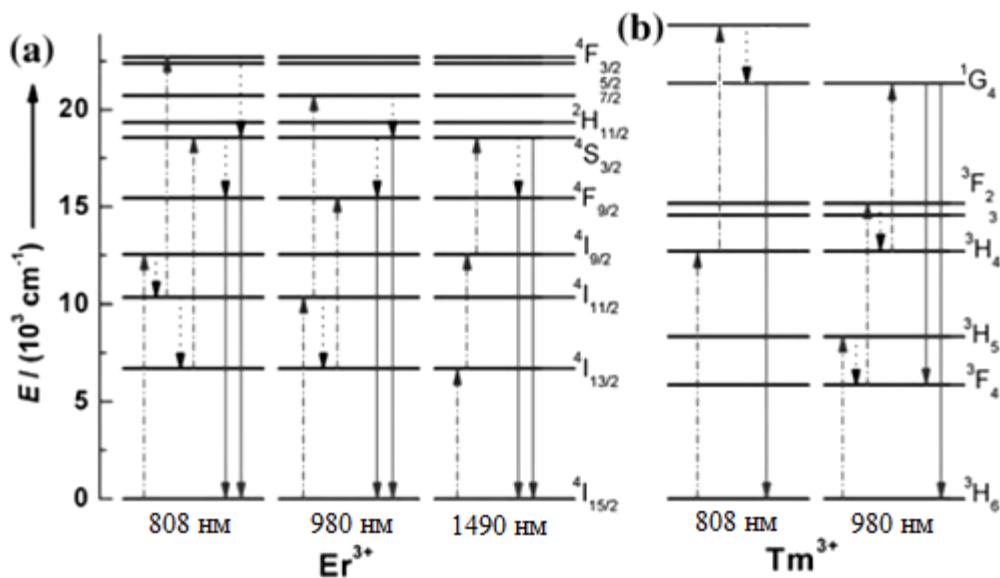 (a)
E / (10³ cm⁻¹)
20
15
10
5
0
⁴F₃/₂
₅/₂
₇/₂
²H₁₁/₂
⁴S₃/₂
⁴F₉/₂
⁴I₉/₂
⁴I₁₁/₂
⁴I₁₃/₂
⁴I₁₅/₂
808 нм
980 нм
1490 нм
Er³⁺
(b)
¹G₄
³F₂
₃
³H₄
³H₅
³F₄
³H₆
808 нм
980 нм
Tm³⁺